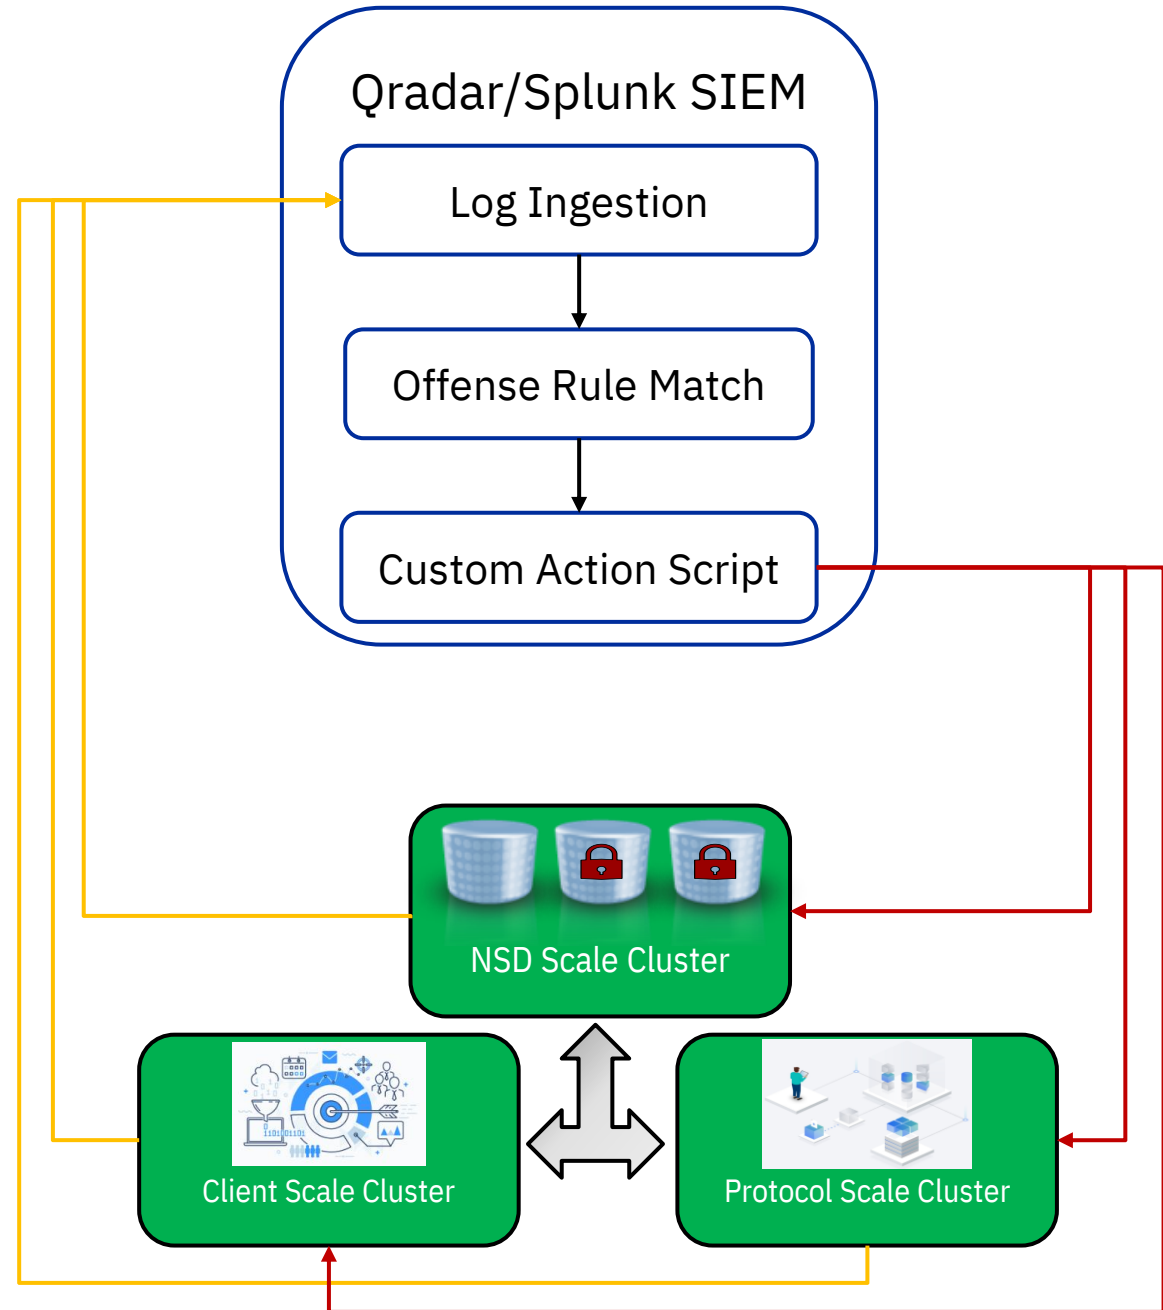 Qradar/Splunk SIEM
Log Ingestion
Offense Rule Match
Custom Action Script
NSD Scale Cluster
Client Scale Cluster
Protocol Scale Cluster